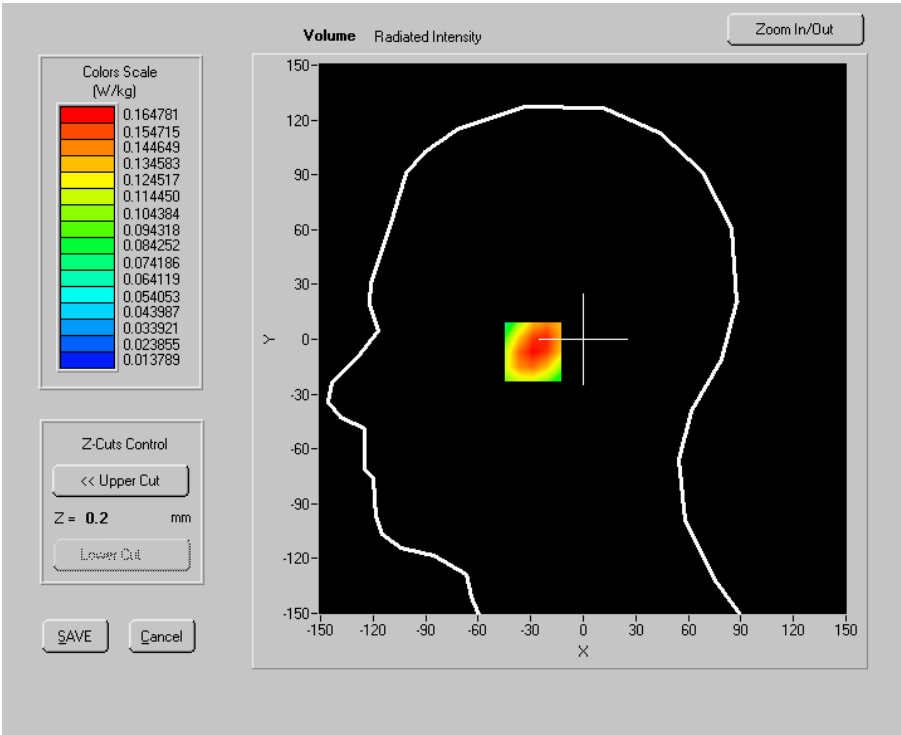 Volume Radiated Intensity
Zoom In/Out
Colors Scale
(W/kg)
0.164781
0.154715
0.144649
0.134583
0.124517
0.114450
0.104384
0.094318
0.084252
0.074186
0.064119
0.054053
0.043987
0.033921
0.023855
0.013789
Z-Cuts Control
<< Upper Cut
Z = 0.2 mm
Lower Cut
SAVE
Cancel
150
120
90
60
30
0
-30
-60
-90
-120
-150
Y
-150 -120 -90 -60 -30 0 30 60 90 120 150
X